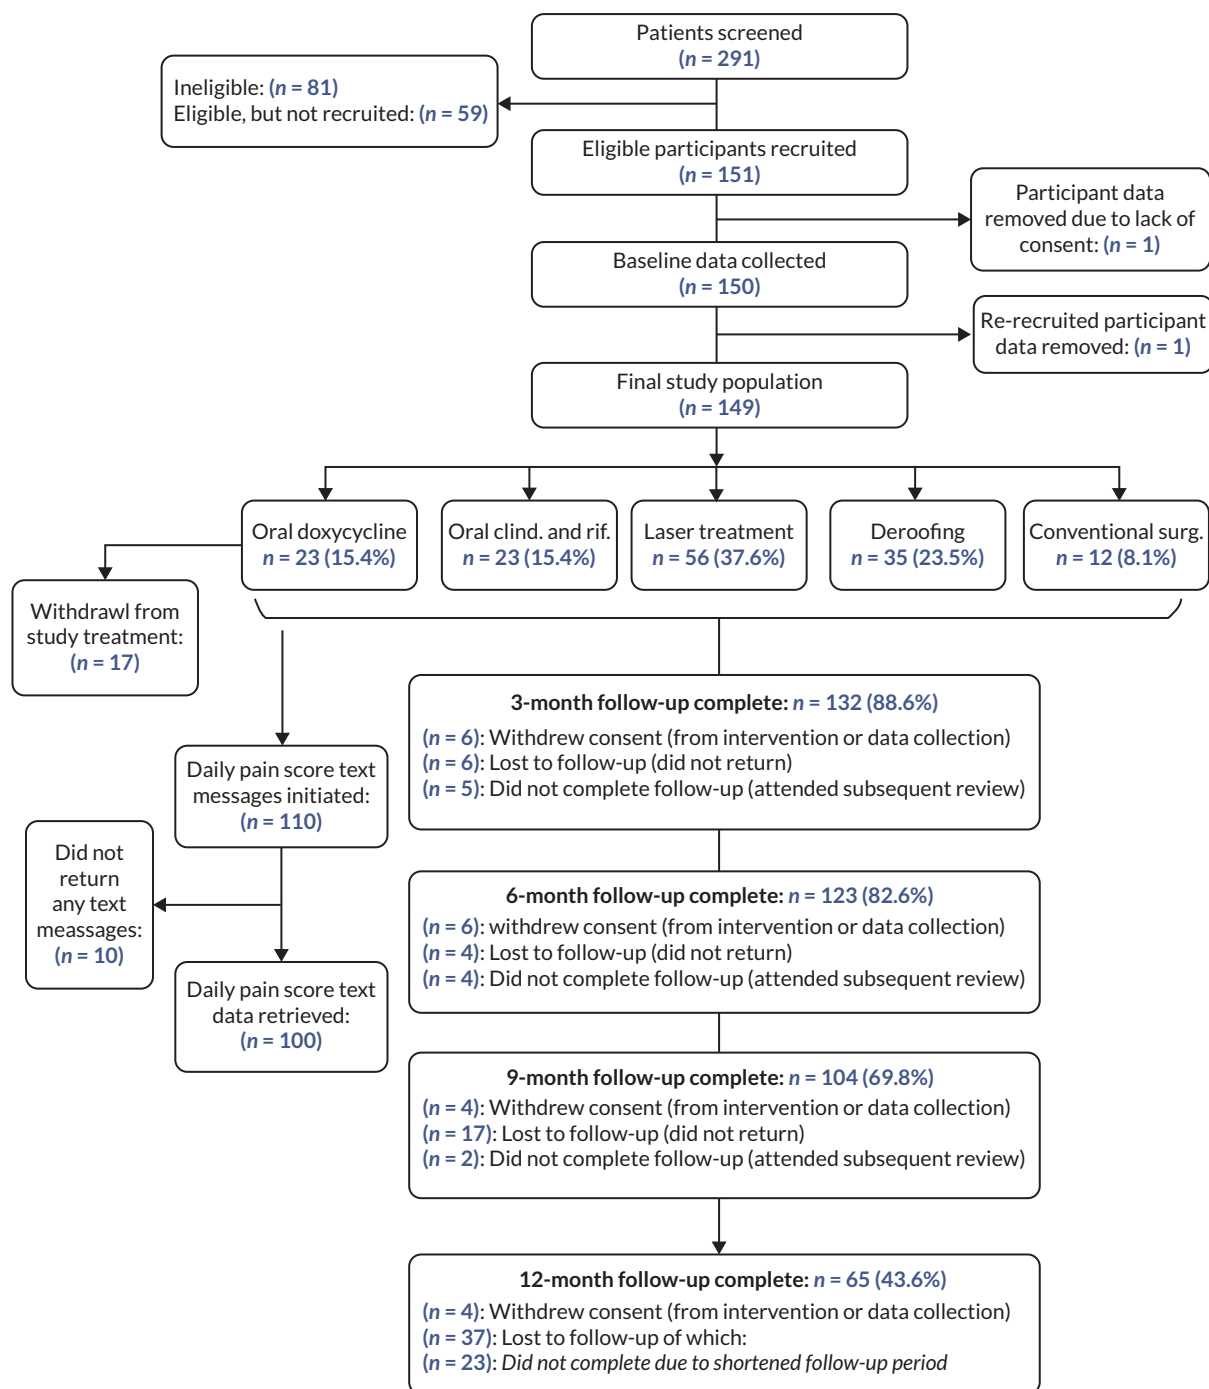 Patients screened
(n = 291)
Ineligible: (n = 81)
Eligible, but not recruited: (n = 59)
Eligible participants recruited
(n = 151)
Participant data
removed due to lack of
consent: (n = 1)
Baseline data collected
(n = 150)
Re-recruited participant
data removed: (n = 1)
Final study population
(n = 149)
Oral doxycycline
n = 23 (15.4%)
Oral clind. and rif.
n = 23 (15.4%)
Laser treatment
n = 56 (37.6%)
Deroofing
n = 35 (23.5%)
Conventional surg.
n = 12 (8.1%)
Withdrawl from
study treatment:
(n = 17)
Daily pain score text
messages initiated:
(n = 110)
Did not
return
any text
meassages:
(n = 10)
Daily pain score text
data retrieved:
(n = 100)
3-month follow-up complete: n = 132 (88.6%)
(n = 6): Withdrew consent (from intervention or data collection)
(n = 6): Lost to follow-up (did not return)
(n = 5): Did not complete follow-up (attended subsequent review)
6-month follow-up complete: n = 123 (82.6%)
(n = 6): withdrew consent (from intervention or data collection)
(n = 4): Lost to follow-up (did not return)
(n = 4): Did not complete follow-up (attended subsequent review)
9-month follow-up complete: n = 104 (69.8%)
(n = 4): Withdrew consent (from intervention or data collection)
(n = 17): Lost to follow-up (did not return)
(n = 2): Did not complete follow-up (attended subsequent review)
12-month follow-up complete: n = 65 (43.6%)
(n = 4): Withdrew consent (from intervention or data collection)
(n = 37): Lost to follow-up of which:
(n = 23): Did not complete due to shortened follow-up period